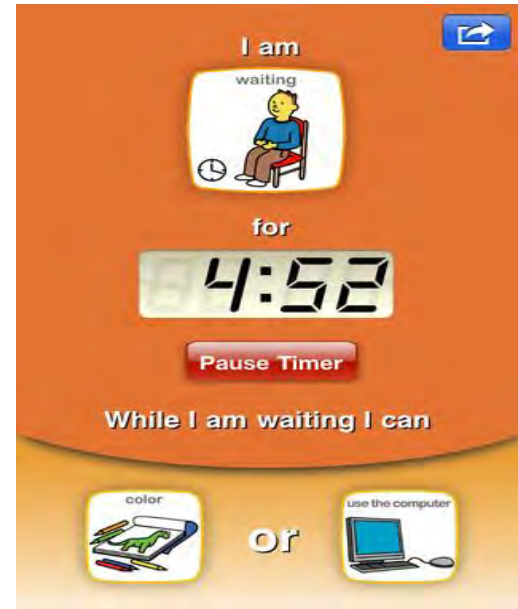 I am
waiting
for
4:52
Pause Timer
While I am waiting I can
color
or
use the computer